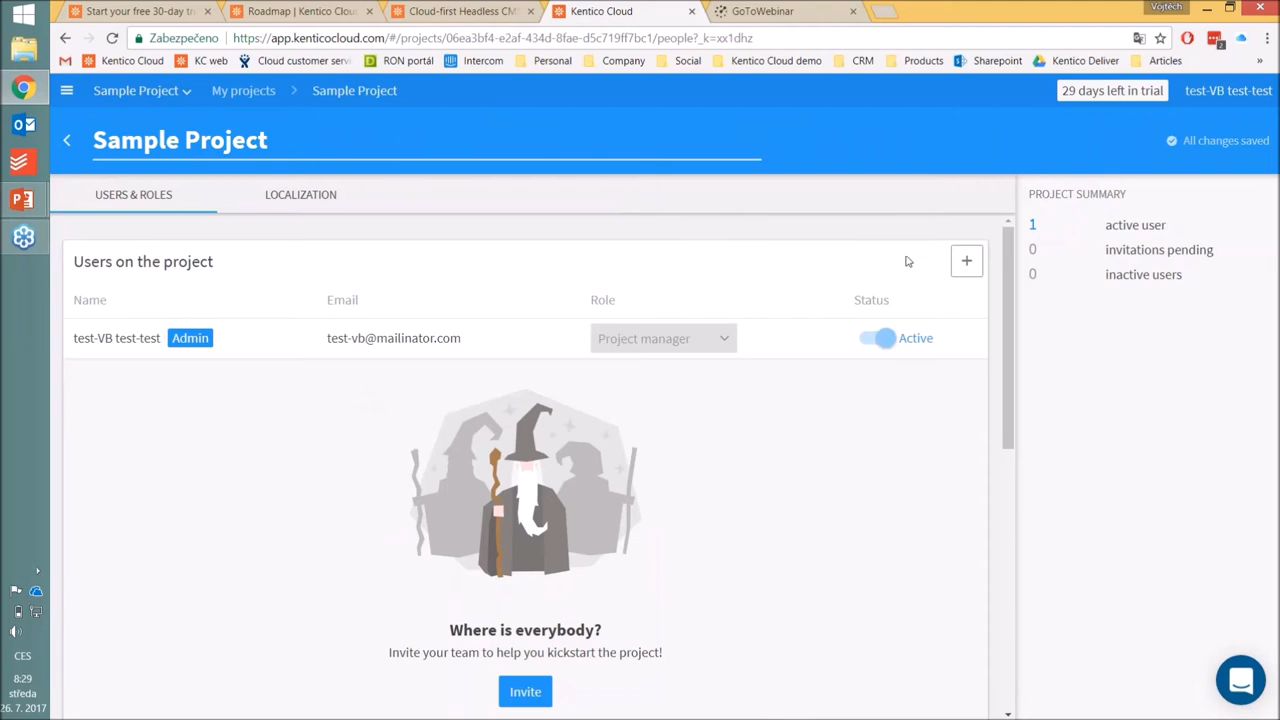 Start your free 30-day tr
Roadmap | Kentico Clou
Cloud-first Headless CM
Kentico Cloud
GoToWebinar
Vojtěch
Zabezpečeno
https://app.kenticocloud.com/#/projects/06ea3bf4-e2af-434d-8fae-d5c719ff7bc1/people?_k=xx1dhz
2
Kentico Cloud
KC web
Cloud customer servi
RON portál
Intercom
Personal
Company
Social
Kentico Cloud demo
CRM
Products
Sharepoint
Kentico Deliver
Articles
»
Sample Project
My projects
Sample Project
29 days left in trial
test-VB test-test
Sample Project
All changes saved
USERS & ROLES
LOCALIZATION
PROJECT SUMMARY
1 active user
0 invitations pending
0 inactive users
Users on the project
+
Name Email Role Status
test-VB test-test Admin test-vb@mailinator.com Project manager Active
Where is everybody?
Invite your team to help you kickstart the project!
Invite
CES
8:29
středa
26. 7. 2017